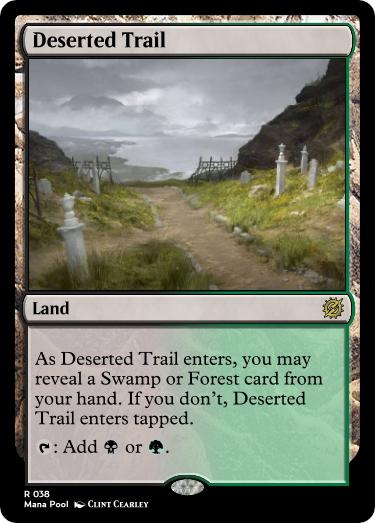 Deserted Trail
Land
As Deserted Trail enters, you may
reveal a Swamp or Forest card from
your hand. If you don't, Deserted
Trail enters tapped.
: Add or .
R 038
Mana Pool CLINT CEARLEY